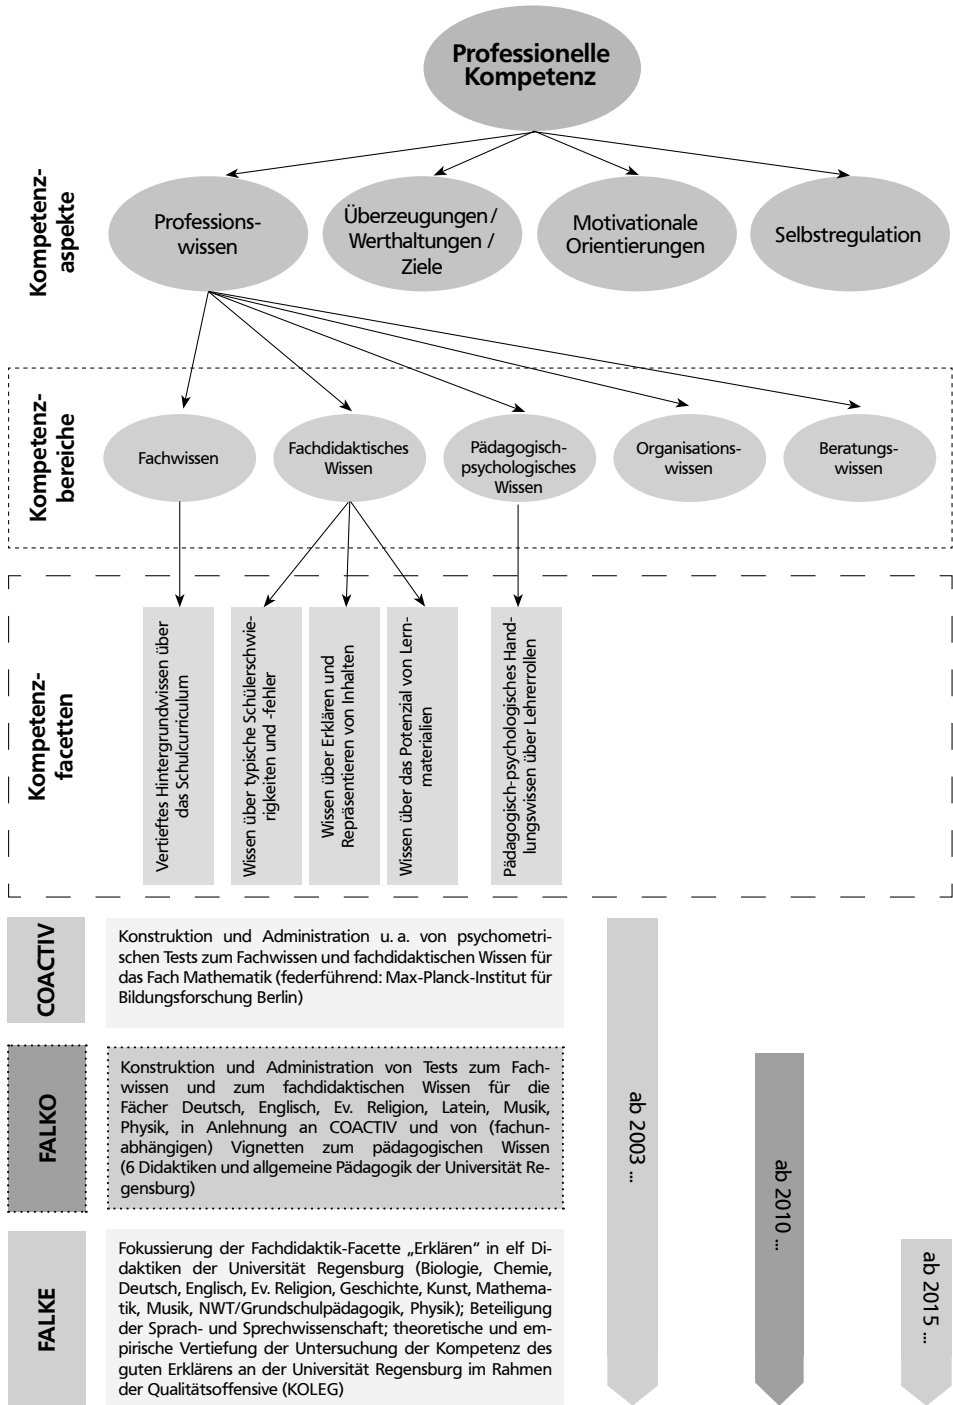 Professionelle
Kompetenz
Kompetenz-
aspekte
Professions-
wissen
Überzeugungen /
Werthaltungen /
Ziele
Motivationale
Orientierungen
Selbstregulation
Kompetenz-
bereiche
Fachwissen
Fachdidaktisches
Wissen
Pädagogisch-
psychologisches
Wissen
Organisations-
wissen
Beratungs-
wissen
Kompetenz-
facetten
Vertieftes Hintergrundwissen über
das Schulcurriculum
Wissen über typische Schülerschwie-
rigkeiten und -fehler
Wissen über Erklären und
Repräsentieren von Inhalten
Wissen über das Potenzial von Lern-
materialien
Pädagogisch-psychologisches Hand-
lungswissen über Lehrerrollen
COACTIV
Konstruktion und Administration u. a. von psychometri-
schen Tests zum Fachwissen und fachdidaktischen Wissen für
das Fach Mathematik (federführend: Max-Planck-Institut für
Bildungsforschung Berlin)
FALKO
Konstruktion und Administration von Tests zum Fach-
wissen und zum fachdidaktischen Wissen für die
Fächer Deutsch, Englisch, Ev. Religion, Latein, Musik,
Physik, in Anlehnung an COACTIV und von (fachun-
abhängigen) Vignetten zum pädagogischen Wissen
(6 Didaktiken und allgemeine Pädagogik der Universität Re-
gensburg)
FALKE
Fokussierung der Fachdidaktik-Facette „Erklären“ in elf Di-
daktiken der Universität Regensburg (Biologie, Chemie,
Deutsch, Englisch, Ev. Religion, Geschichte, Kunst, Mathema-
tik, Musik, NWT/Grundschulpädagogik, Physik); Beteiligung
der Sprach- und Sprechwissenschaft; theoretische und em-
pirische Vertiefung der Untersuchung der Kompetenz des
guten Erklärens an der Universität Regensburg im Rahmen
der Qualitätsoffensive (KOLEG)
ab 2003 ...
ab 2010 ...
ab 2015 ...